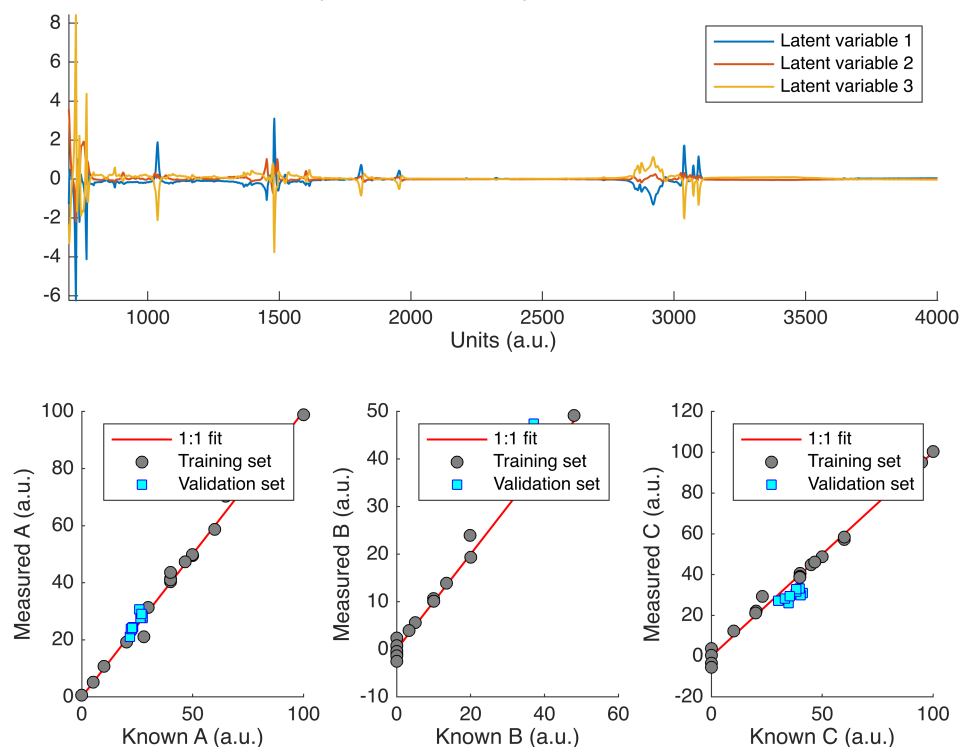 8
6
4
2
0
-2
-4
-6
Latent variable 1
Latent variable 2
Latent variable 3
1000 1500 2000 2500 3000 3500 4000
Units (a.u.)
100
80
60
40
20
0
Measured A (a.u.)
1:1 fit
Training set
Validation set
0 50 100
Known A (a.u.)
50
40
30
20
10
0
-10
Measured B (a.u.)
1:1 fit
Training set
Validation set
0 20 40 60
Known B (a.u.)
120
100
80
60
40
20
0
-20
Measured C (a.u.)
1:1 fit
Training set
Validation set
0 50 100
Known C (a.u.)